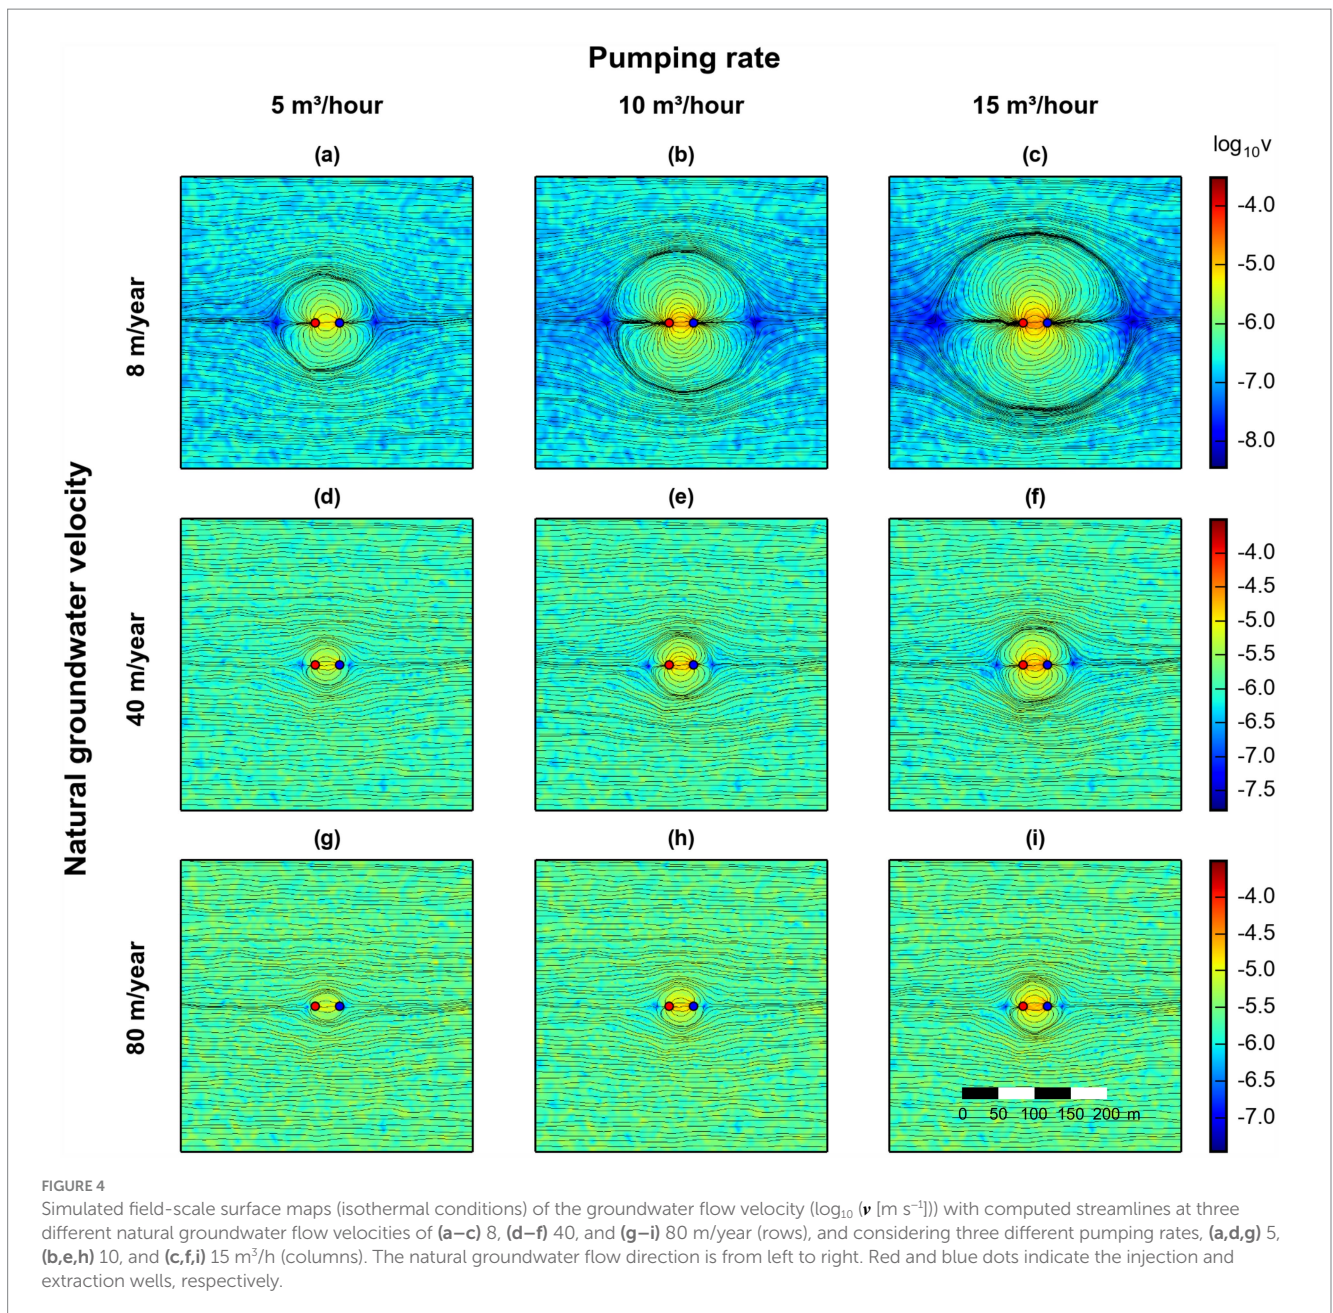 Pumping rate
5 m³/hour 10 m³/hour 15 m³/hour
(a) (b) (c)
log₁₀v
-4.0
-5.0
-6.0
-7.0
-8.0
8 m/year
(d) (e) (f)
-4.0
-4.5
-5.0
-5.5
-6.0
-6.5
-7.0
-7.5
40 m/year
Natural groundwater velocity
(g) (h) (i)
-4.0
-4.5
-5.0
-5.5
-6.0
-6.5
-7.0
80 m/year
0 50 100 150 200 m
FIGURE 4
Simulated field-scale surface maps (isothermal conditions) of the groundwater flow velocity (log₁₀ (v [m s⁻¹])) with computed streamlines at three
different natural groundwater flow velocities of (a–c) 8, (d–f) 40, and (g–i) 80 m/year (rows), and considering three different pumping rates, (a,d,g) 5,
(b,e,h) 10, and (c,f,i) 15 m³/h (columns). The natural groundwater flow direction is from left to right. Red and blue dots indicate the injection and
extraction wells, respectively.